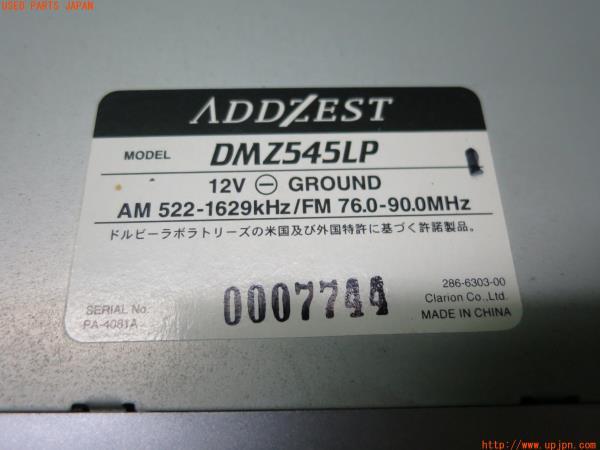 USED PARTS JAPAN
ADDZEST
MODEL DMZ545LP
12V ⊖ GROUND
AM 522-1629kHz/FM 76.0-90.0MHz
ドルビーラボラトリーズの米国及び外国特許に基づく許諾製品。
286-6303-00
SERIAL No. 0007744 Clarion Co.,Ltd.
PA-4081A MADE IN CHINA
http://www.upjpn.com/